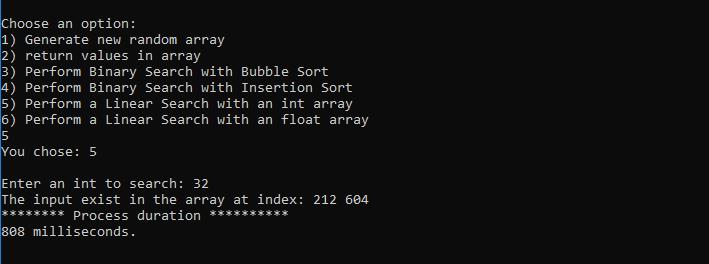 Choose an option:
1) Generate new random array
2) return values in array
3) Perform Binary Search with Bubble Sort
4) Perform Binary Search with Insertion Sort
5) Perform a Linear Search with an int array
6) Perform a Linear Search with an float array
5
You chose: 5
Enter an int to search: 32
The input exist in the array at index: 212 604
******** Process duration **********
808 milliseconds.